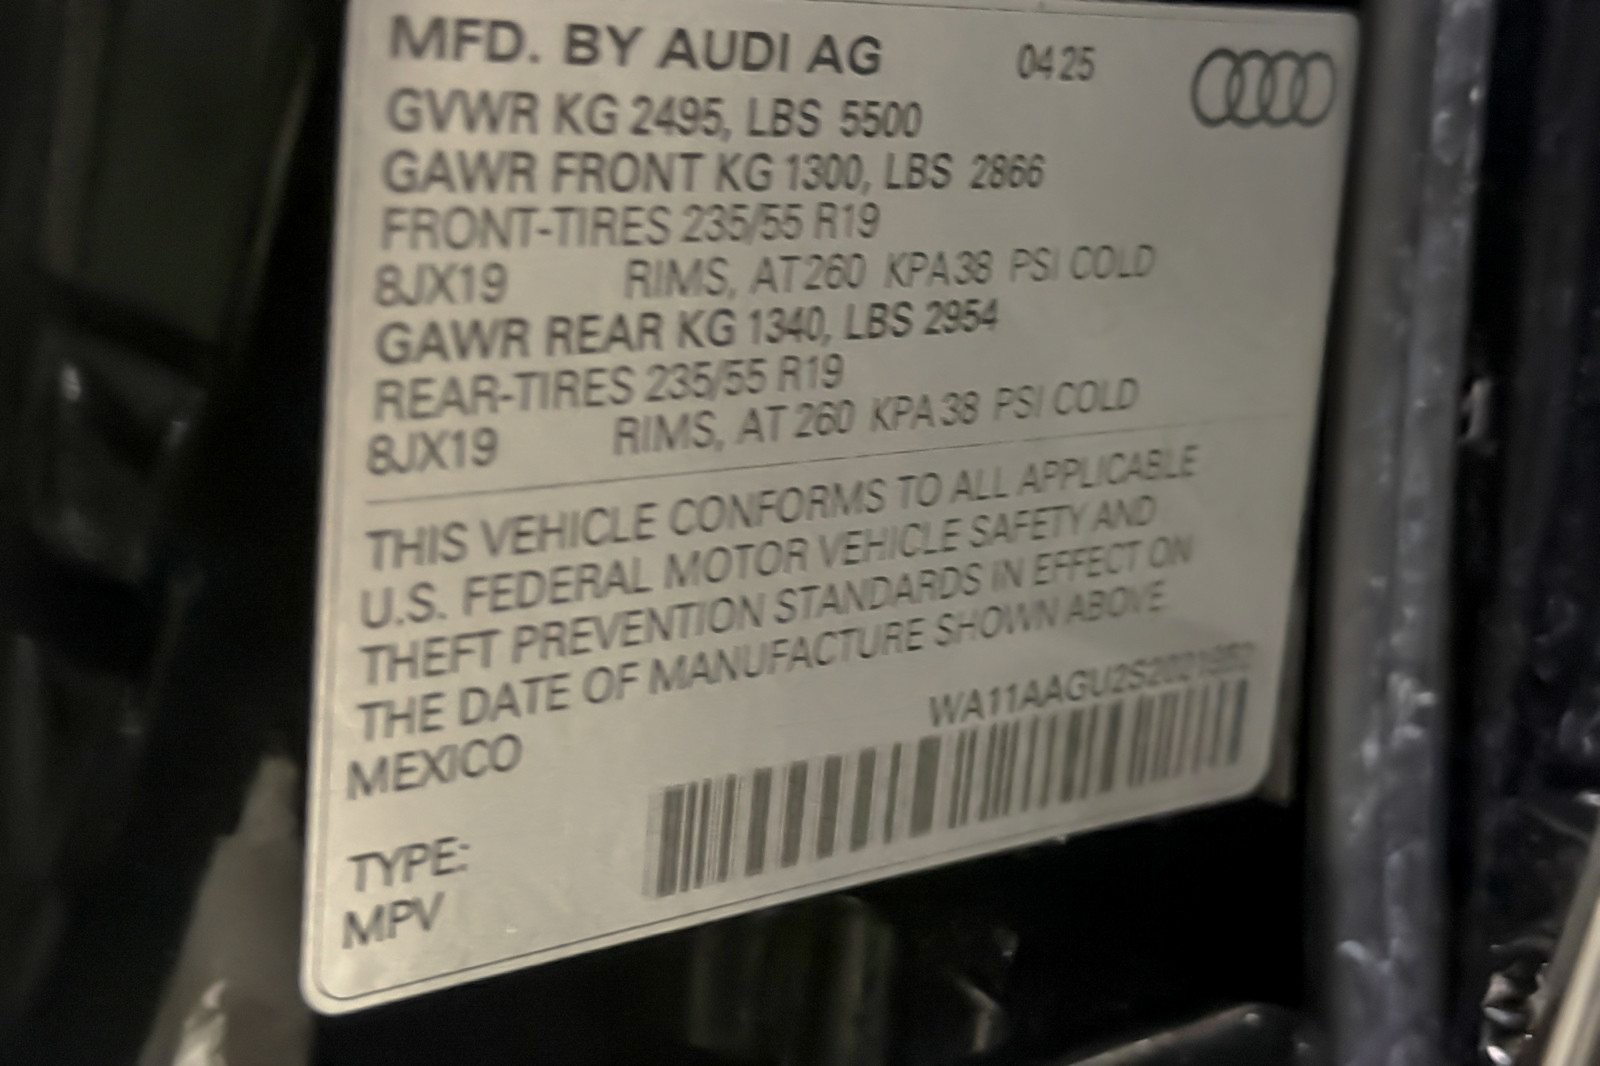 MFD. BY AUDI AG 04 25
GVWR KG 2495, LBS 5500
GAWR FRONT KG 1300, LBS 2866
FRONT-TIRES 235/55 R19
8JX19 RIMS, AT 260 KPA 38 PSI COLD
GAWR REAR KG 1340, LBS 2954
REAR-TIRES 235/55 R19
8JX19 RIMS, AT 260 KPA 38 PSI COLD
THIS VEHICLE CONFORMS TO ALL APPLICABLE
U.S. FEDERAL MOTOR VEHICLE SAFETY AND
THEFT PREVENTION STANDARDS IN EFFECT ON
THE DATE OF MANUFACTURE SHOWN ABOVE
MEXICO
TYPE:
MPV